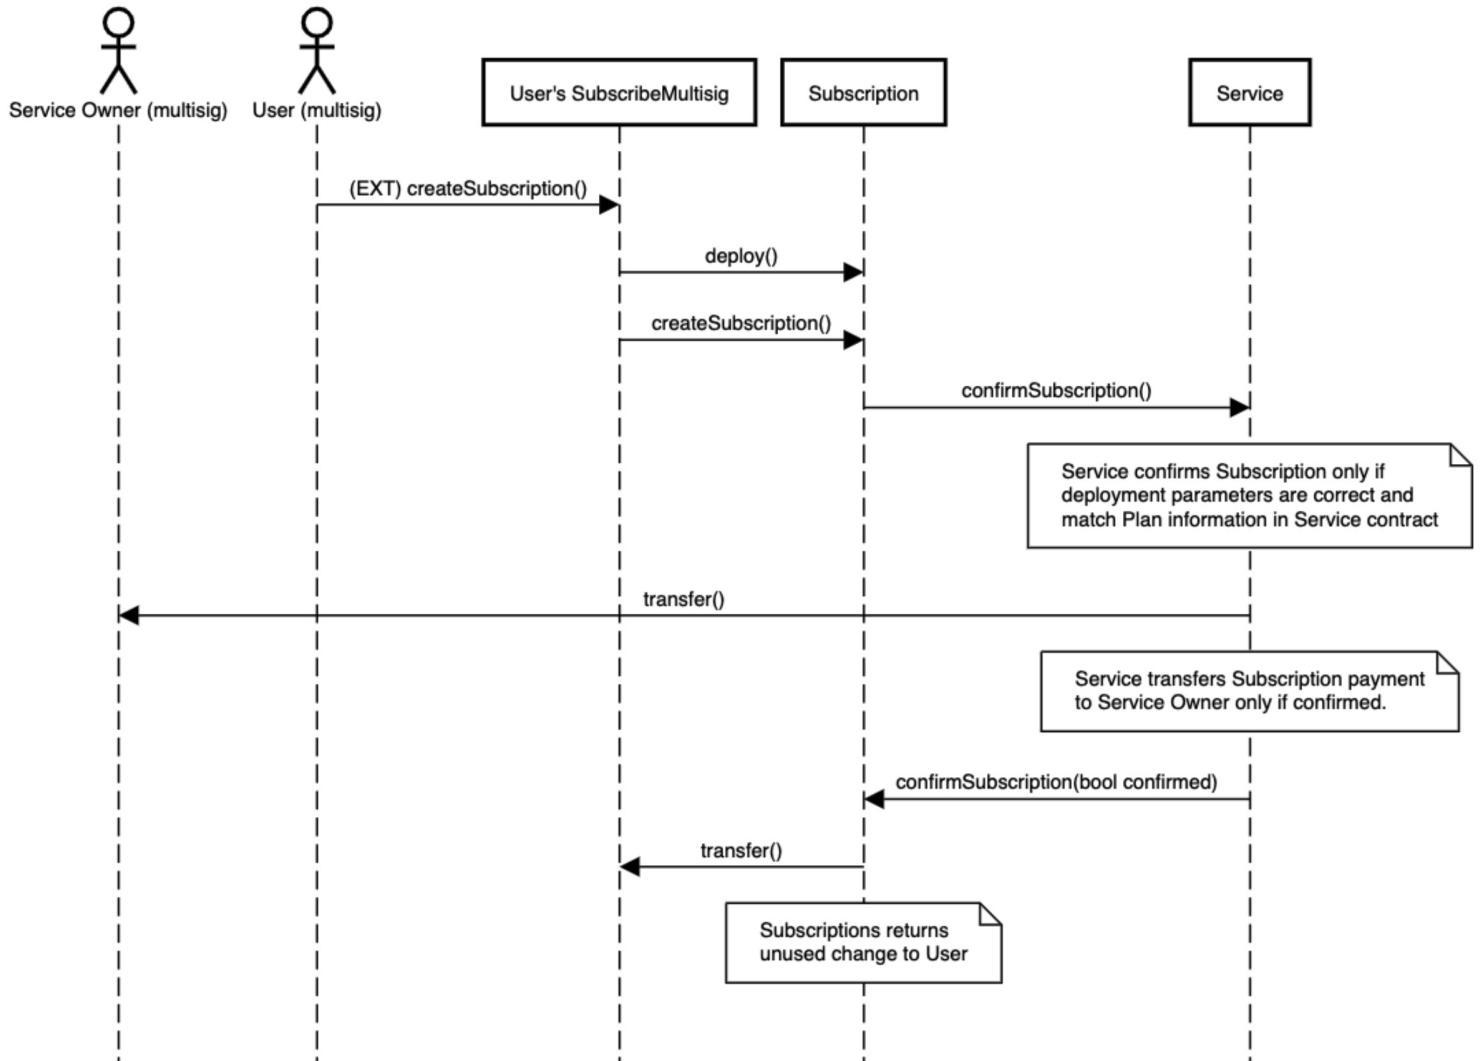 Service Owner (multisig)
User (multisig)
User's SubscribeMultisig
Subscription
Service
(EXT) createSubscription()
deploy()
createSubscription()
confirmSubscription()
Service confirms Subscription only if
deployment parameters are correct and
match Plan information in Service contract
transfer()
Service transfers Subscription payment
to Service Owner only if confirmed.
confirmSubscription(bool confirmed)
transfer()
Subscriptions returns
unused change to User